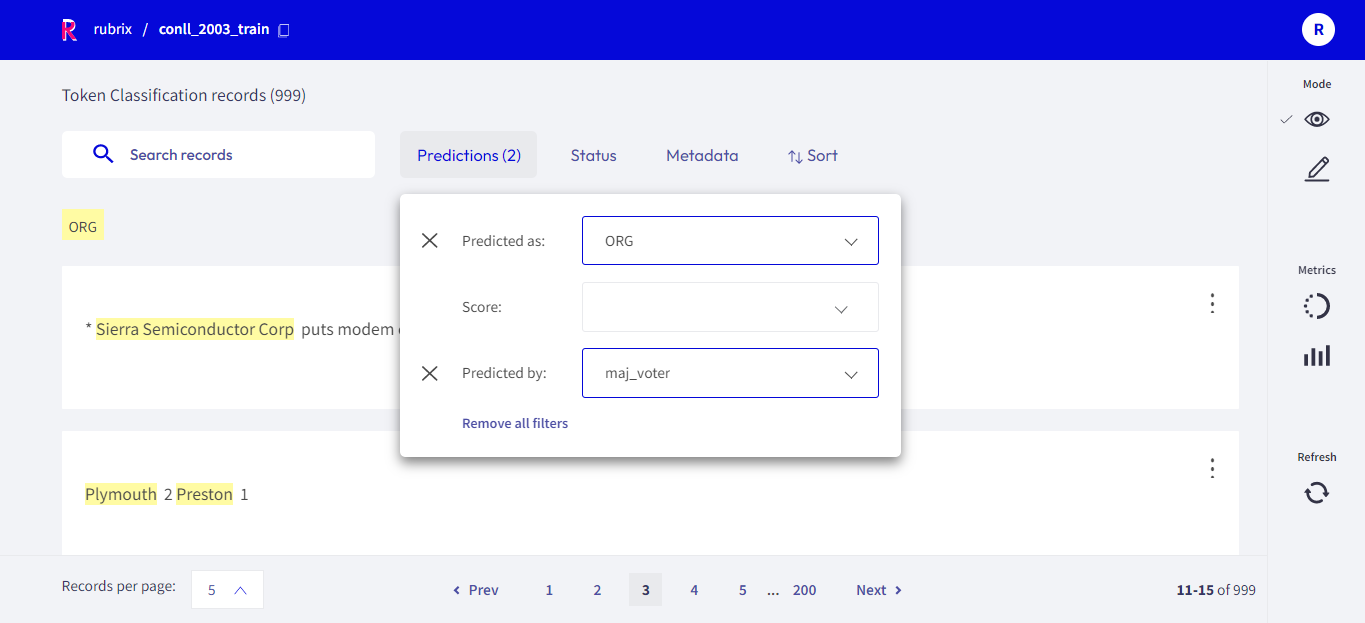 R rubrix / conll_2003_train R
Token Classification records (999)
Mode
Search records Predictions (2) Status Metadata Sort
ORG
Predicted as: ORG
Metrics
Score:
* Sierra Semiconductor Corp puts modem
Predicted by: maj_voter
Remove all filters
Refresh
Plymouth 2 Preston 1
Records per page: 5 Prev 1 2 3 4 5 ... 200 Next 11-15 of 999